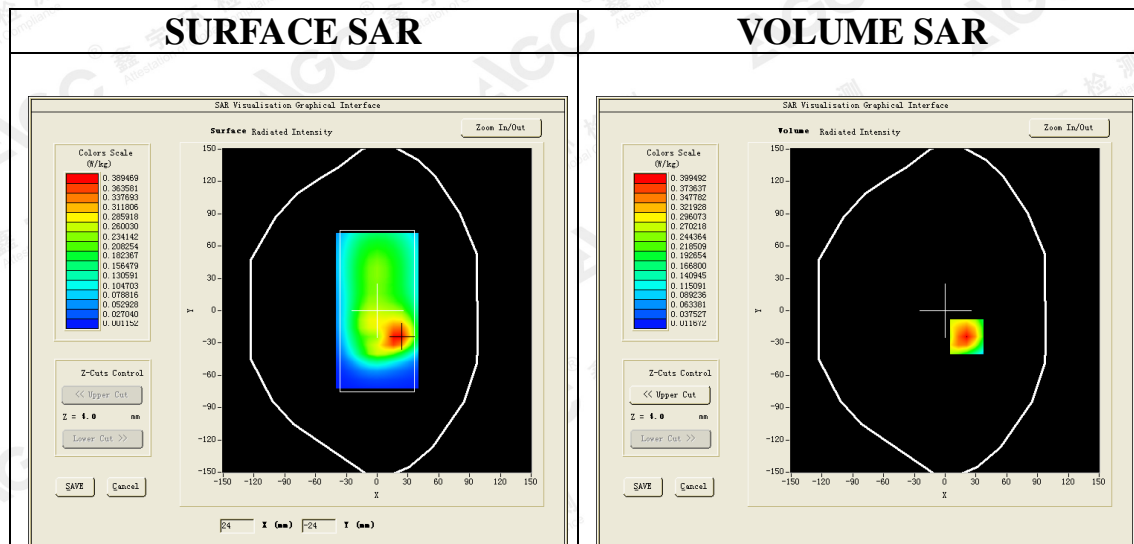 SURFACE SAR
VOLUME SAR
SAR Visualisation Graphical Interface
Surface Radiated Intensity
Zoom In/Out
Colors Scale
(W/kg)
0.389469
0.363581
0.337693
0.311806
0.285918
0.260030
0.234142
0.208254
0.182367
0.156479
0.130591
0.104703
0.078816
0.052928
0.027040
0.001152
Z-Cuts Control
<< Upper Cut
Z = 4.0 mm
Lower Cut >>
SAVE Cancel
150
120
90
60
30
0
-30
-60
-90
-120
-150
Y
-150 -120 -90 -60 -30 0 30 60 90 120 150
X
24 X (mm) -24 Y (mm)
SAR Visualisation Graphical Interface
Volume Radiated Intensity
Zoom In/Out
Colors Scale
(W/kg)
0.399492
0.373637
0.347782
0.321928
0.296073
0.270218
0.244364
0.218509
0.192654
0.166800
0.140945
0.115091
0.089236
0.063381
0.037527
0.011672
Z-Cuts Control
<< Upper Cut
Z = 4.0 mm
Lower Cut >>
SAVE Cancel
150
120
90
60
30
0
-30
-60
-90
-120
-150
Y
-150 -120 -90 -60 -30 0 30 60 90 120 150
X
AGC